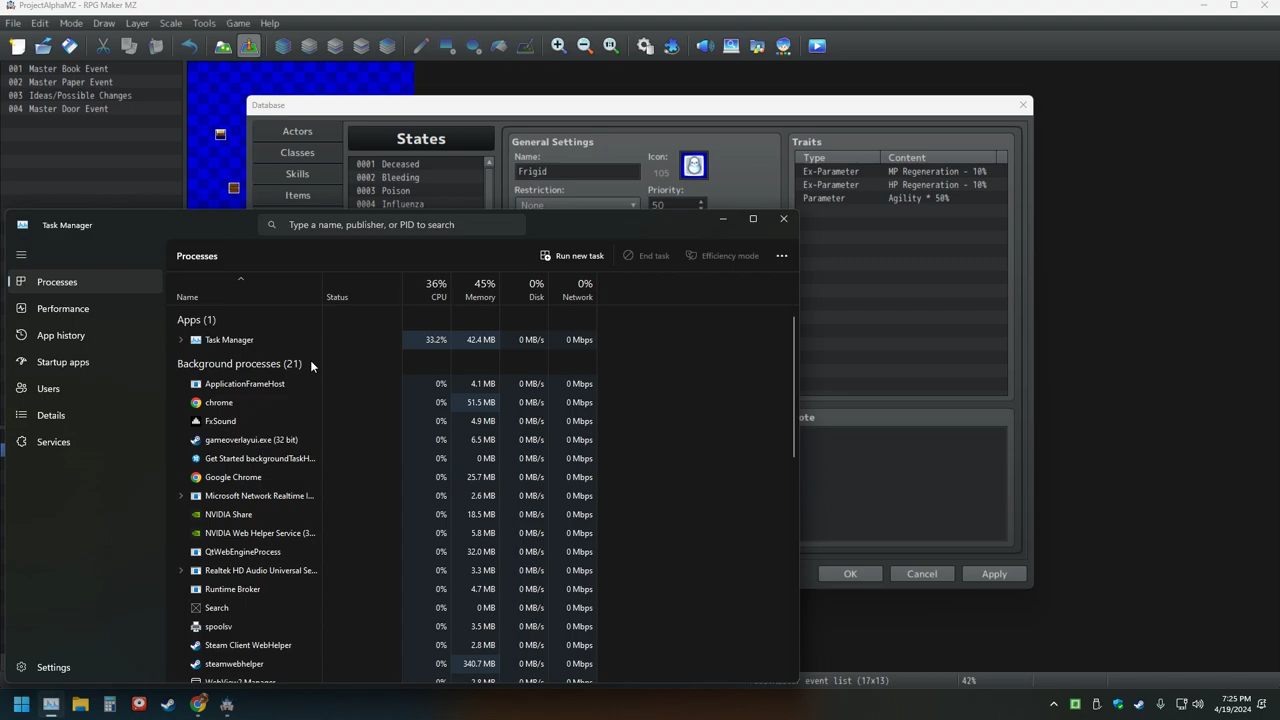 ProjectAlphaMZ - RPG Maker MZ
File Edit Mode Draw Scale Tools Game Help
001 Master Book Event
002 Master Paper Event
003 Ideas/Possible Changes
004 Master Door Event
Database
Actors
Classes
Skills
Items
States
0001 Deceased
0002 Bleeding
0003 Poison
0004 Influenza
General Settings
Name: Icon:
Frigid 105
Restriction: Priority:
None 50
Traits
Type Content
Ex-Parameter MP Regeneration - 10%
Ex-Parameter HP Regeneration - 10%
Parameter Agility * 50%
ote
OK Cancel Apply
Task Manager
Type a name, publisher, or PID to search
Processes
Performance
App history
Startup apps
Users
Details
Services
Settings
Processes Run new task End task Efficiency mode
36% 45% 0% 0%
Name Status CPU Memory Disk Network
Apps (1)
Task Manager 33.2% 42.4 MB 0 MB/s 0 Mbps
Background processes (21)
ApplicationFrameHost 0% 4.1 MB 0 MB/s 0 Mbps
chrome 0% 51.5 MB 0 MB/s 0 Mbps
FxSound 0% 4.9 MB 0 MB/s 0 Mbps
gameoverlayui.exe (32 bit) 0% 6.5 MB 0 MB/s 0 Mbps
Get Started backgroundTaskH... 0% 0 MB 0 MB/s 0 Mbps
Google Chrome 0% 25.7 MB 0 MB/s 0 Mbps
Microsoft Network Realtime I... 0% 2.6 MB 0 MB/s 0 Mbps
NVIDIA Share 0% 18.5 MB 0 MB/s 0 Mbps
NVIDIA Web Helper Service (3... 0% 5.8 MB 0 MB/s 0 Mbps
QtWebEngineProcess 0% 32.0 MB 0 MB/s 0 Mbps
Realtek HD Audio Universal Se... 0% 3.3 MB 0 MB/s 0 Mbps
Runtime Broker 0% 4.7 MB 0 MB/s 0 Mbps
Search 0% 0 MB 0 MB/s 0 Mbps
spoolsv 0% 3.5 MB 0 MB/s 0 Mbps
Steam Client WebHelper 0% 2.8 MB 0 MB/s 0 Mbps
steamwebhelper 0% 340.7 MB 0 MB/s 0 Mbps
WebView2 Manager 0% 2.8 MB 0 MB/s 0 Mbps
event list (17x13) 42%
7:25 PM
4/19/2024